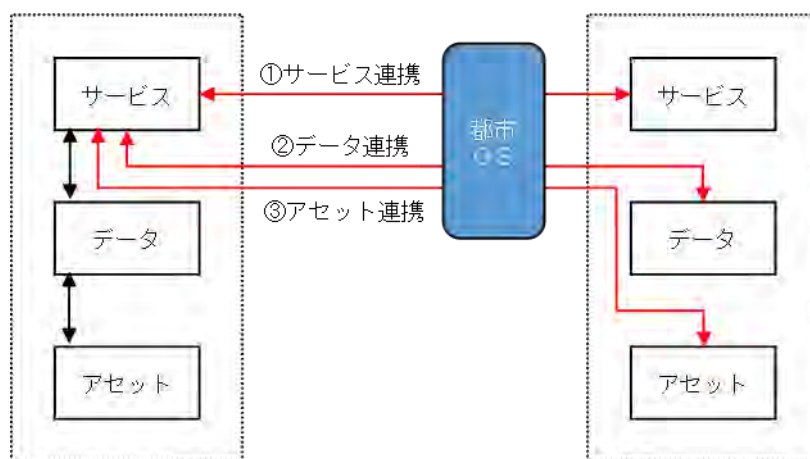 ①サービス連携
サービス
都市
OS
サービス
②データ連携
③アセット連携
データ
データ
アセット
アセット